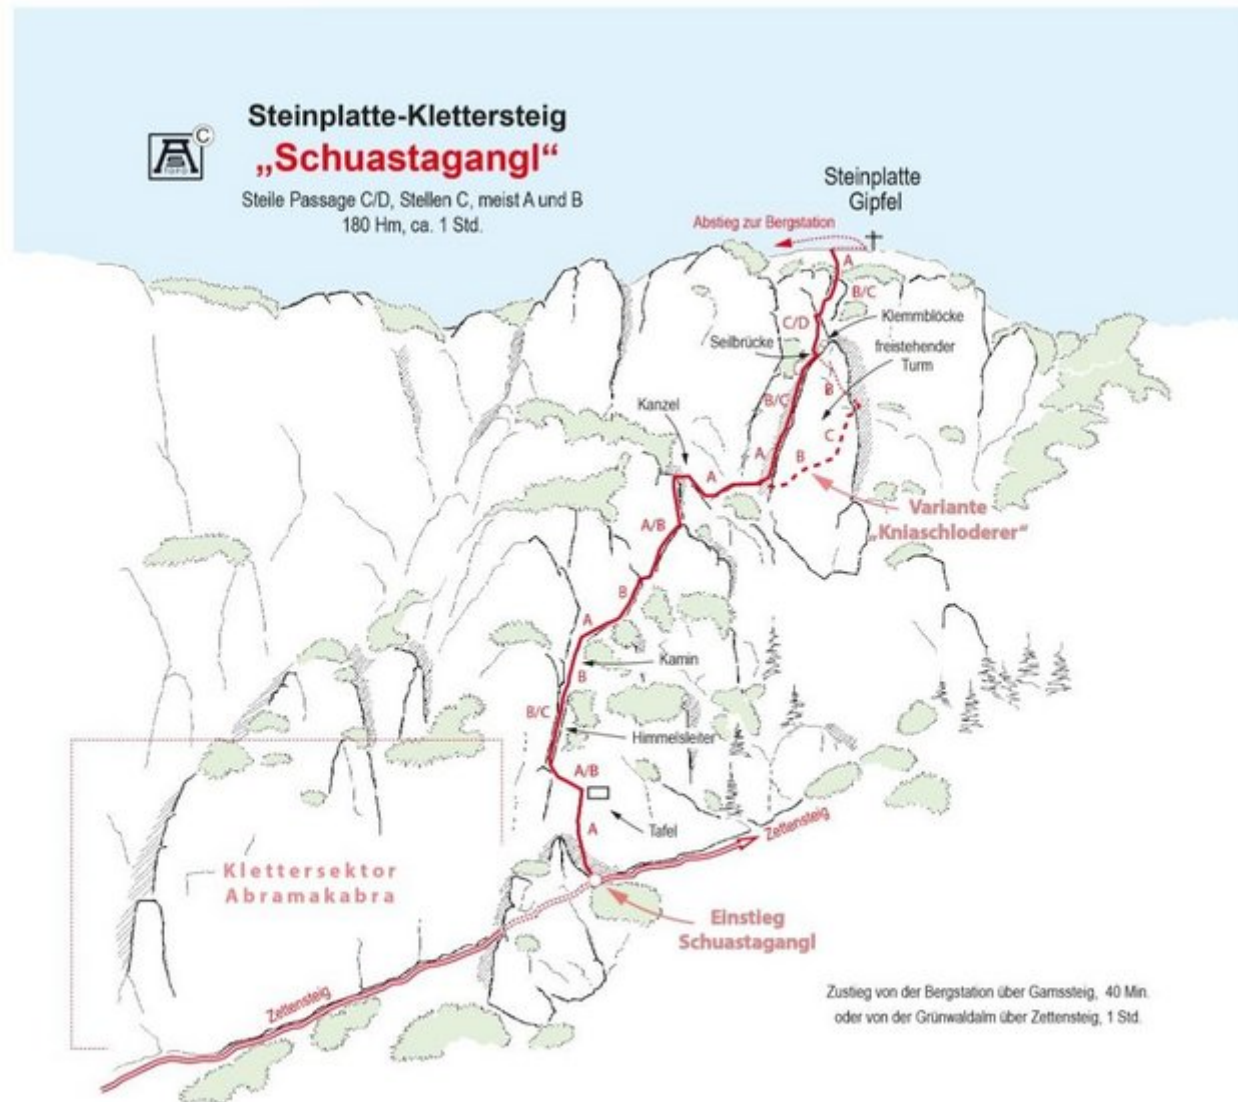 Steinplatte-Klettersteig
„Schuastagangl“
Steile Passage C/D, Stellen C, meist A und B
180 Hm, ca. 1 Std.
C
TOPO
Steinplatte
Gipfel
Abstieg zur Bergstation
A
B/C
C/D
Klemmblöcke
Seilbrücke
freistehender
Turm
B
B/C
Kanzel
C
A
B
A
Variante
„Kniaschloderer“
A/B
B
A
Kamin
B
B/C
Himmelsleiter
A/B
A
Tafel
Zettensteig
Klettersektor
Abramakabra
Einstieg
Schuastagangl
Zettensteig
Zustieg von der Bergstation über Gamssteig, 40 Min.
oder von der Grünwaldalm über Zettensteig, 1 Std.